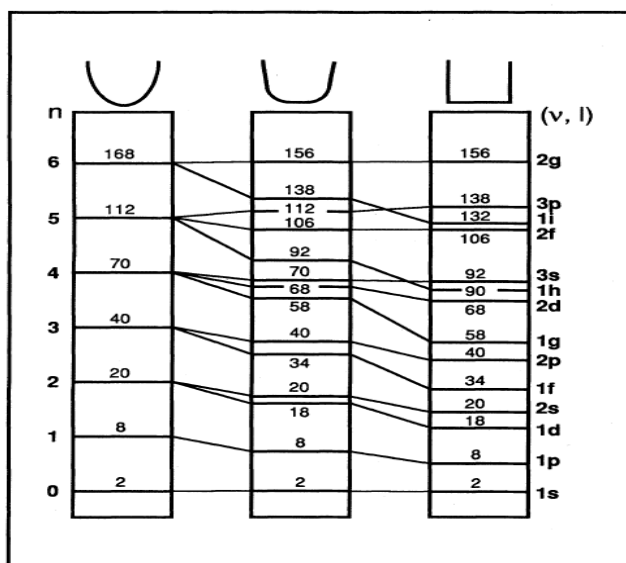 n (ν, l)
6 168 156 156 2g
138 138 3p
132 1i
5 112 112 106 106 2f
92 92 3s
4 70 70 90 1h
68 68 2d
58 58 1g
3 40 40 40 2p
34 34 1f
2 20 20 20 2s
18 18 1d
1 8 8 8 1p
0 2 2 2 1s